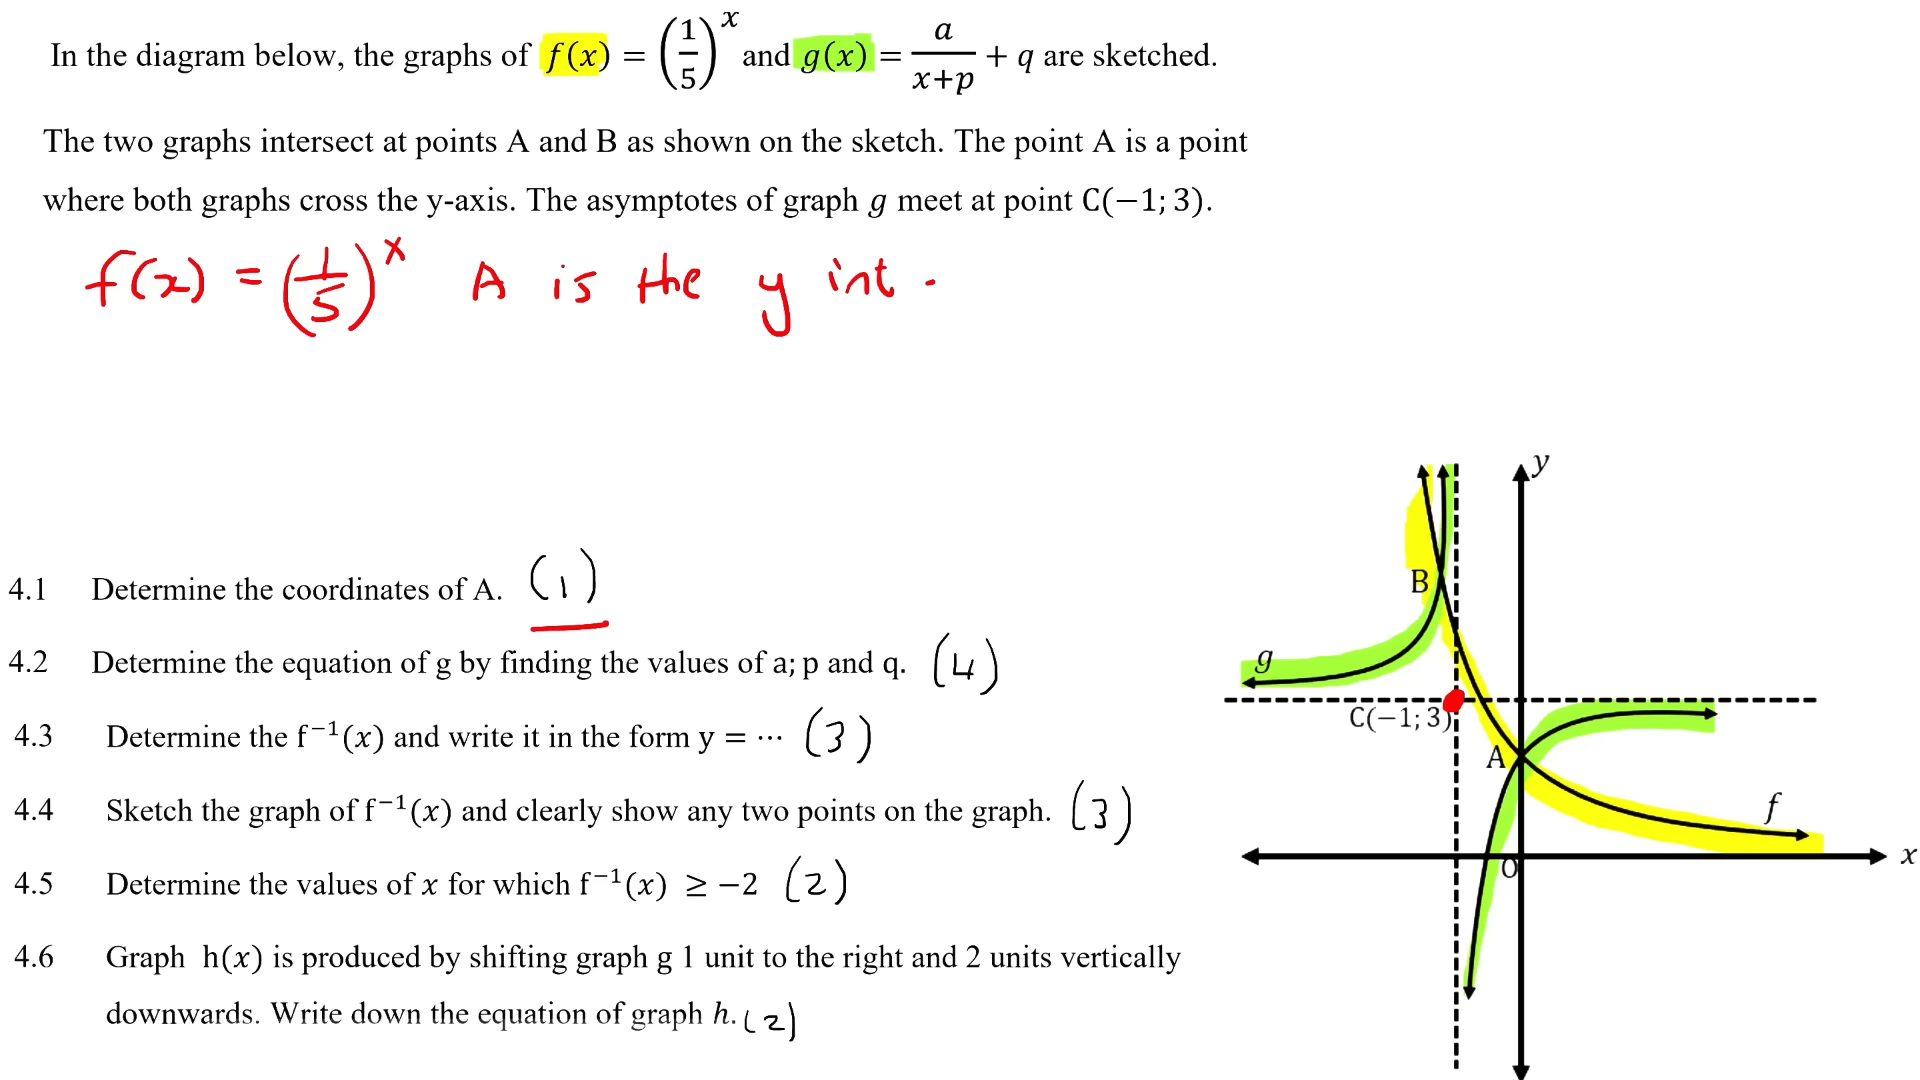 In the diagram below, the graphs of f(x) = (1/5)^x and g(x) = a/(x+p) + q are sketched.
The two graphs intersect at points A and B as shown on the sketch. The point A is a point
where both graphs cross the y-axis. The asymptotes of graph g meet at point C(−1; 3).
f(x) = (1/5)^x A is the y int.
4.1 Determine the coordinates of A. (1)
4.2 Determine the equation of g by finding the values of a; p and q. (4)
4.3 Determine the f⁻¹(x) and write it in the form y = ⋯ (3)
4.4 Sketch the graph of f⁻¹(x) and clearly show any two points on the graph. (3)
4.5 Determine the values of x for which f⁻¹(x) ≥ −2 (2)
4.6 Graph h(x) is produced by shifting graph g 1 unit to the right and 2 units vertically
downwards. Write down the equation of graph h. (2)
y
B
g
C(−1; 3)
A
f
x
O